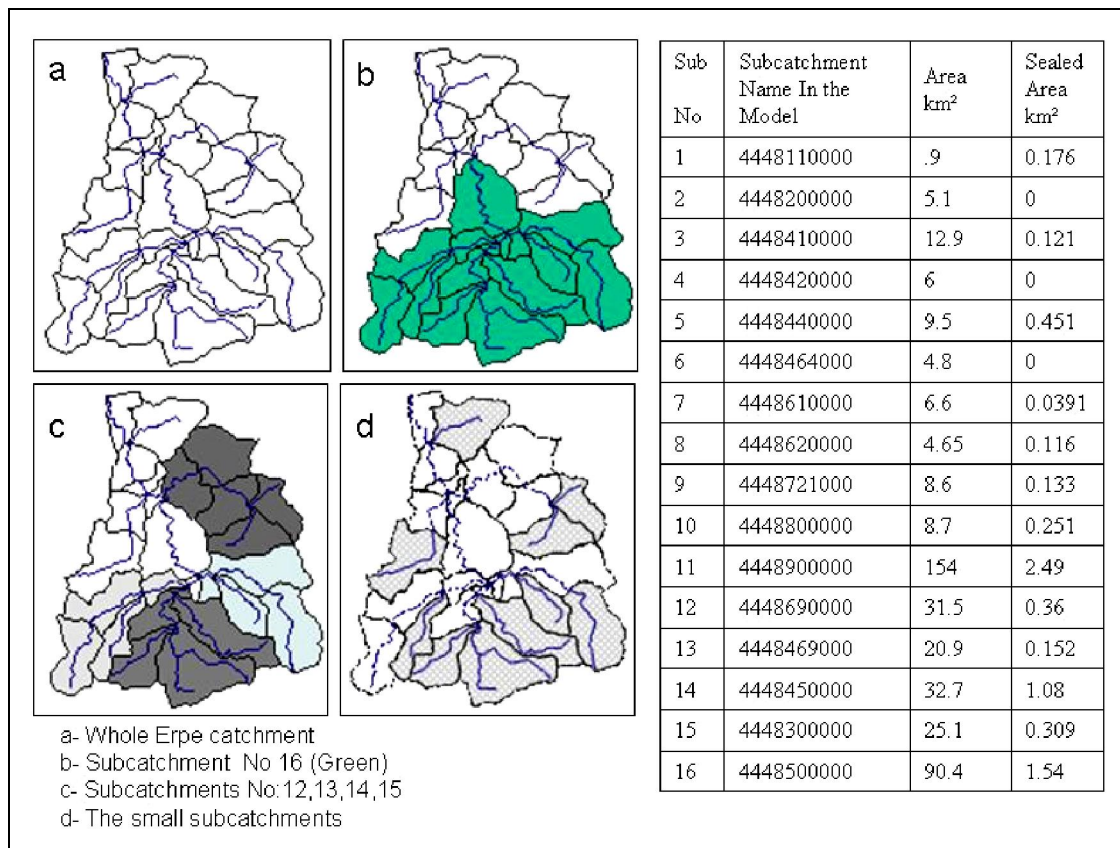 a
b
c
d
a- Whole Erpe catchment
b- Subcatchment No 16 (Green)
c- Subcatchments No:12,13,14,15
d- The small subcatchments
Sub No Subcatchment Name In the Model Area km² Sealed Area km²
1 4448110000 .9 0.176
2 4448200000 5.1 0
3 4448410000 12.9 0.121
4 4448420000 6 0
5 4448440000 9.5 0.451
6 4448464000 4.8 0
7 4448610000 6.6 0.0391
8 4448620000 4.65 0.116
9 4448721000 8.6 0.133
10 4448800000 8.7 0.251
11 4448900000 154 2.49
12 4448690000 31.5 0.36
13 4448469000 20.9 0.152
14 4448450000 32.7 1.08
15 4448300000 25.1 0.309
16 4448500000 90.4 1.54